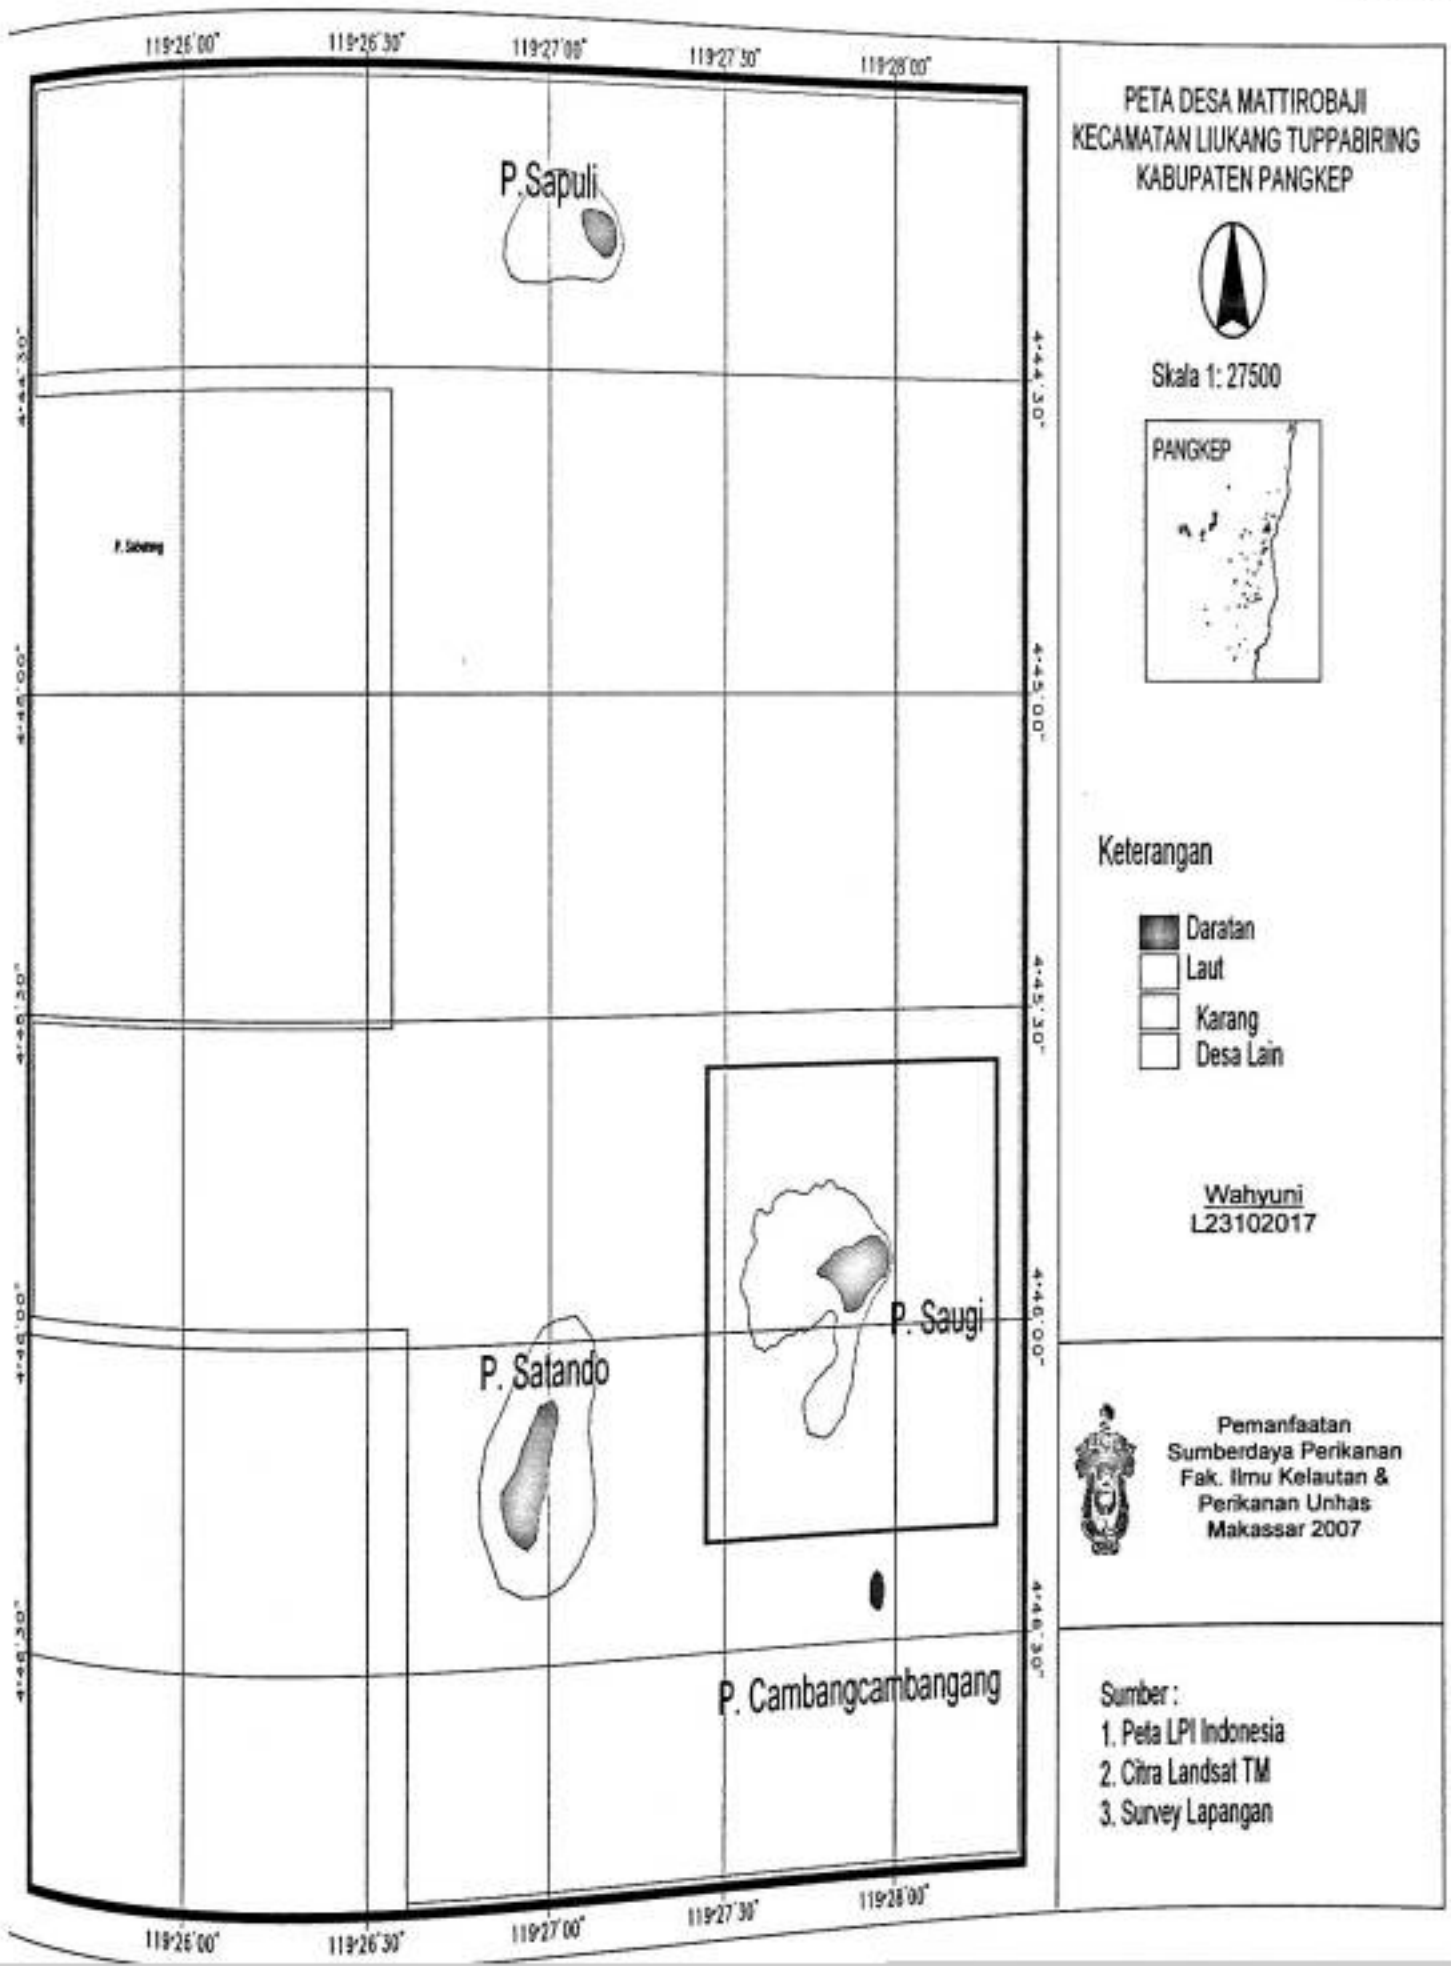 119°26'00"
119°26'30"
119°27'00"
119°27'30"
119°28'00"
PETA DESA MATTIROBAJI
KECAMATAN LIUKANG TUPPABIRING
KABUPATEN PANGKEP
P.Sapuli
4°44'30"
4°44'30"
Skala 1: 27500
PANGKEP
4°45'00"
4°45'00"
Keterangan
Daratan
Laut
Karang
Desa Lain
4°45'30"
4°45'30"
Wahyuni
L23102017
4°46'00"
4°46'00"
P. Saugi
P. Satando
Pemanfaatan
Sumberdaya Perikanan
Fak. Ilmu Kelautan &
Perikanan Unhas
Makassar 2007
4°46'30"
4°46'30"
P. Cambangcambangang
Sumber :
1. Peta LPI Indonesia
2. Citra Landsat TM
3. Survey Lapangan
119°26'00"
119°26'30"
119°27'00"
119°27'30"
119°28'00"